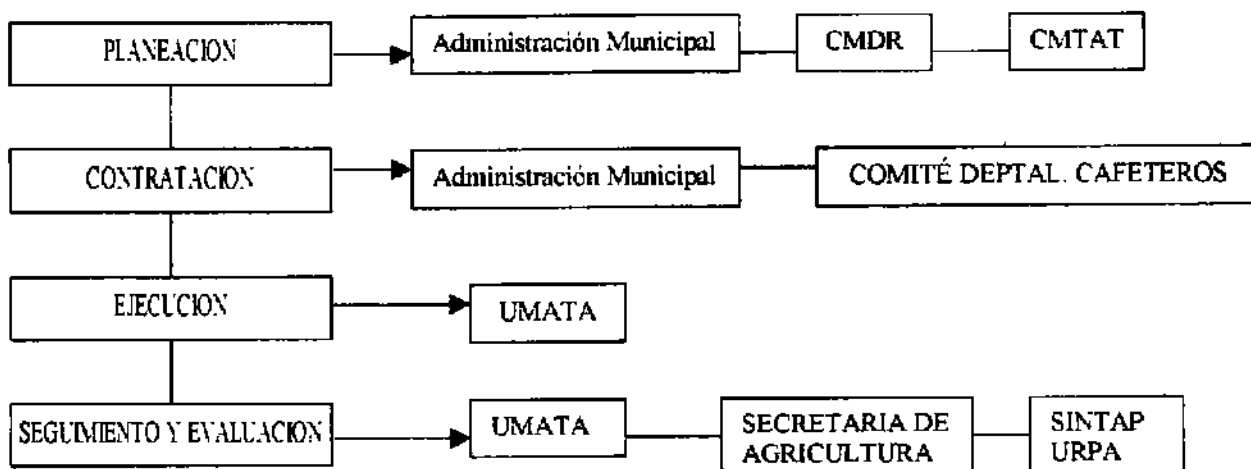 PLANEACION
Administración Municipal
CMDR
CMTAT
CONTRATACION
Administración Municipal
COMITÉ DEPTAL. CAFETEROS
EJECUCION
UMATA
SEGUIMIENTO Y EVALUACION
UMATA
SECRETARIA DE
AGRICULTURA
SINTAP
URPA